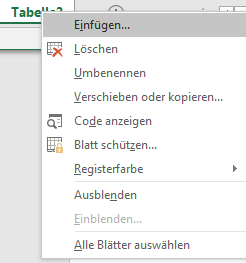 Tabelle2
Einfügen...
Löschen
Umbenennen
Verschieben oder kopieren...
Code anzeigen
Blatt schützen...
Registerfarbe
Ausblenden
Einblenden...
Alle Blätter auswählen